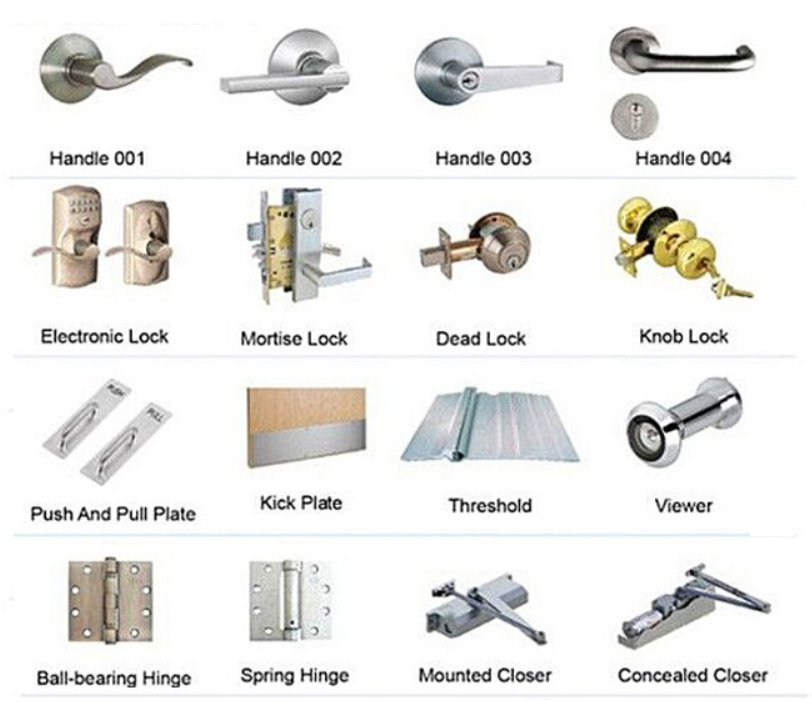 Handle 001
Handle 002
Handle 003
Handle 004
Electronic Lock
Mortise Lock
Dead Lock
Knob Lock
PUSH
PULL
Push And Pull Plate
Kick Plate
Threshold
Viewer
Ball-bearing Hinge
Spring Hinge
Mounted Closer
Concealed Closer